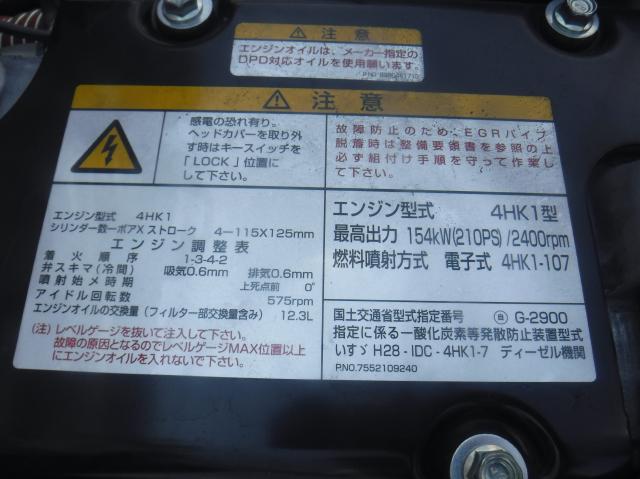 注意
エンジンオイルは、メーカー指定の
DPD対応オイルを使用願います。
注意
感電の恐れ有り。
ヘッドカバーを取り外
す時はキースイッチを
「LOCK」位置に
して下さい。
故障防止のため、EGRパイプ
脱着時は整備要領書を参照の上
必ず組付け手順を守って作業し
て下さい。
エンジン型式 4HK1
シリンダ数ーボアXストローク 4-115X125mm
エンジン調整表
着火順序 1-3-4-2
弁スキマ(冷間) 吸気0.6mm 排気0.6mm
噴射始メ時期 上死点前 0°
アイドル回転数 575rpm
エンジンオイルの交換量(フィルター部交換量含み) 12.3L
(注)レベルゲージを抜いて注入して下さい。
故障の原因となるのでレベルゲージMAX位置以上
にエンジンオイルを入れないで下さい。
エンジン型式 4HK1型
最高出力 154kW(210PS)/2400rpm
燃料噴射方式 電子式 4HK1-107
国土交通省型式指定番号 G-2900
指定に係る一酸化炭素等発散防止装置型式
いすゞ H28-IDC-4HK1-7 ディーゼル機関
P.NO.7552109240